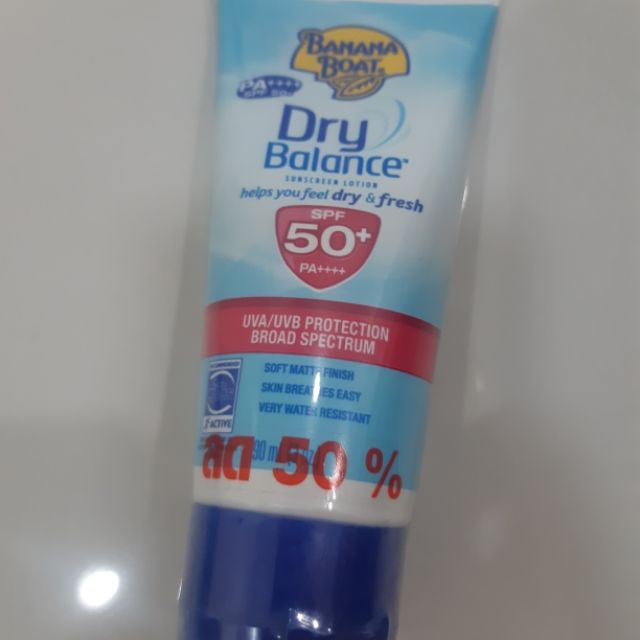 BANANA
BOAT
PA++++
Dry
Balance
SUNSCREEN LOTION
helps you feel dry & fresh
SPF
50+
PA++++
UVA/UVB PROTECTION
BROAD SPECTRUM
SOFT MATTE FINISH
SKIN BREATHES EASY
VERY WATER RESISTANT
90 m
ลด 50 %